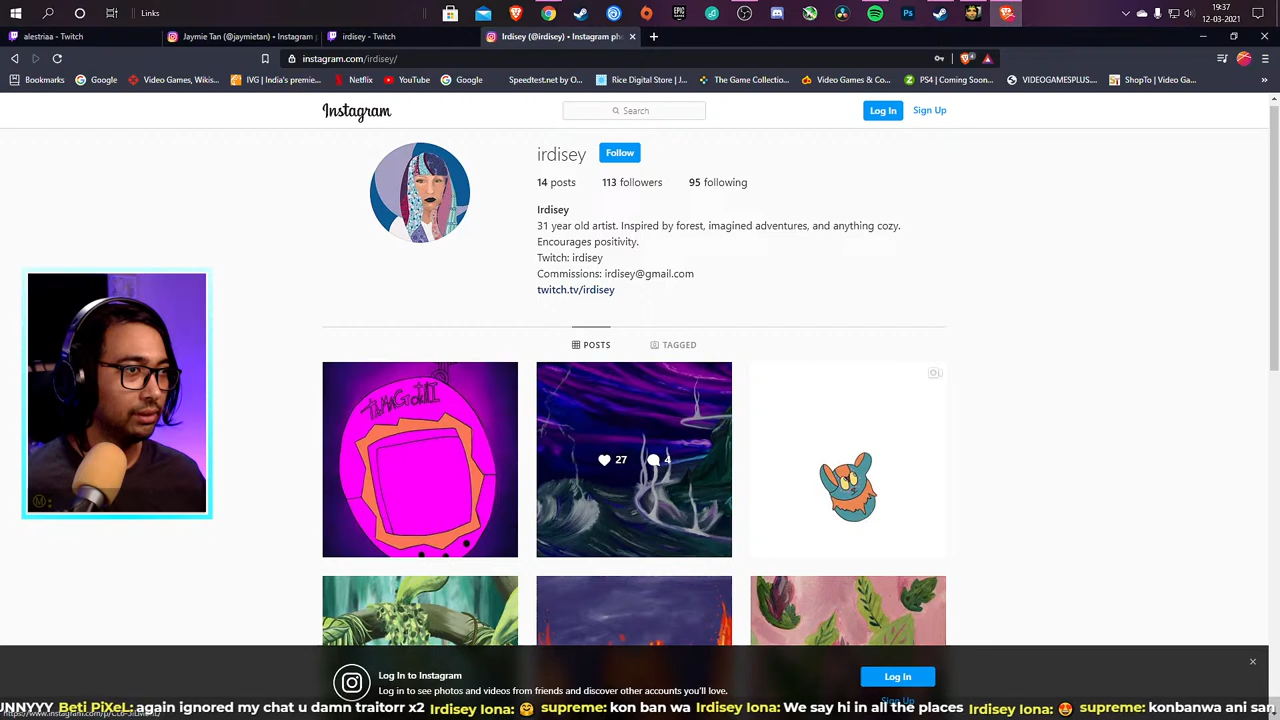 Links
19:37
12-03-2021
alestriaa - Twitch
Jaymie Tan (@jaymietan) • Instagram
irdisey - Twitch
Irdisey (@irdisey) • Instagram pho
instagram.com/irdisey/
Bookmarks
Google
Video Games, Wikis...
IVG | India's premie...
Netflix
YouTube
Google
Speedtest.net by O...
Rice Digital Store | J...
The Game Collectio...
Video Games & Co...
PS4 | Coming Soon...
VIDEOGAMESPLUS...
ShopTo | Video Ga...
Instagram
Search
Log In
Sign Up
irdisey
Follow
14 posts
113 followers
95 following
Irdisey
31 year old artist. Inspired by forest, imagined adventures, and anything cozy.
Encourages positivity.
Twitch: irdisey
Commissions: irdisey@gmail.com
twitch.tv/irdisey
POSTS
TAGGED
27
4
Log In to Instagram
Log in to see photos and videos from friends and discover other accounts you'll love.
Log In
Sign Up
UNNYYY Beti PiXeL: again ignored my chat u damn traitorr x2 Irdisey Iona: 🤗 supreme: kon ban wa Irdisey Iona: We say hi in all the places Irdisey Iona: 😍 supreme: konbanwa ani san